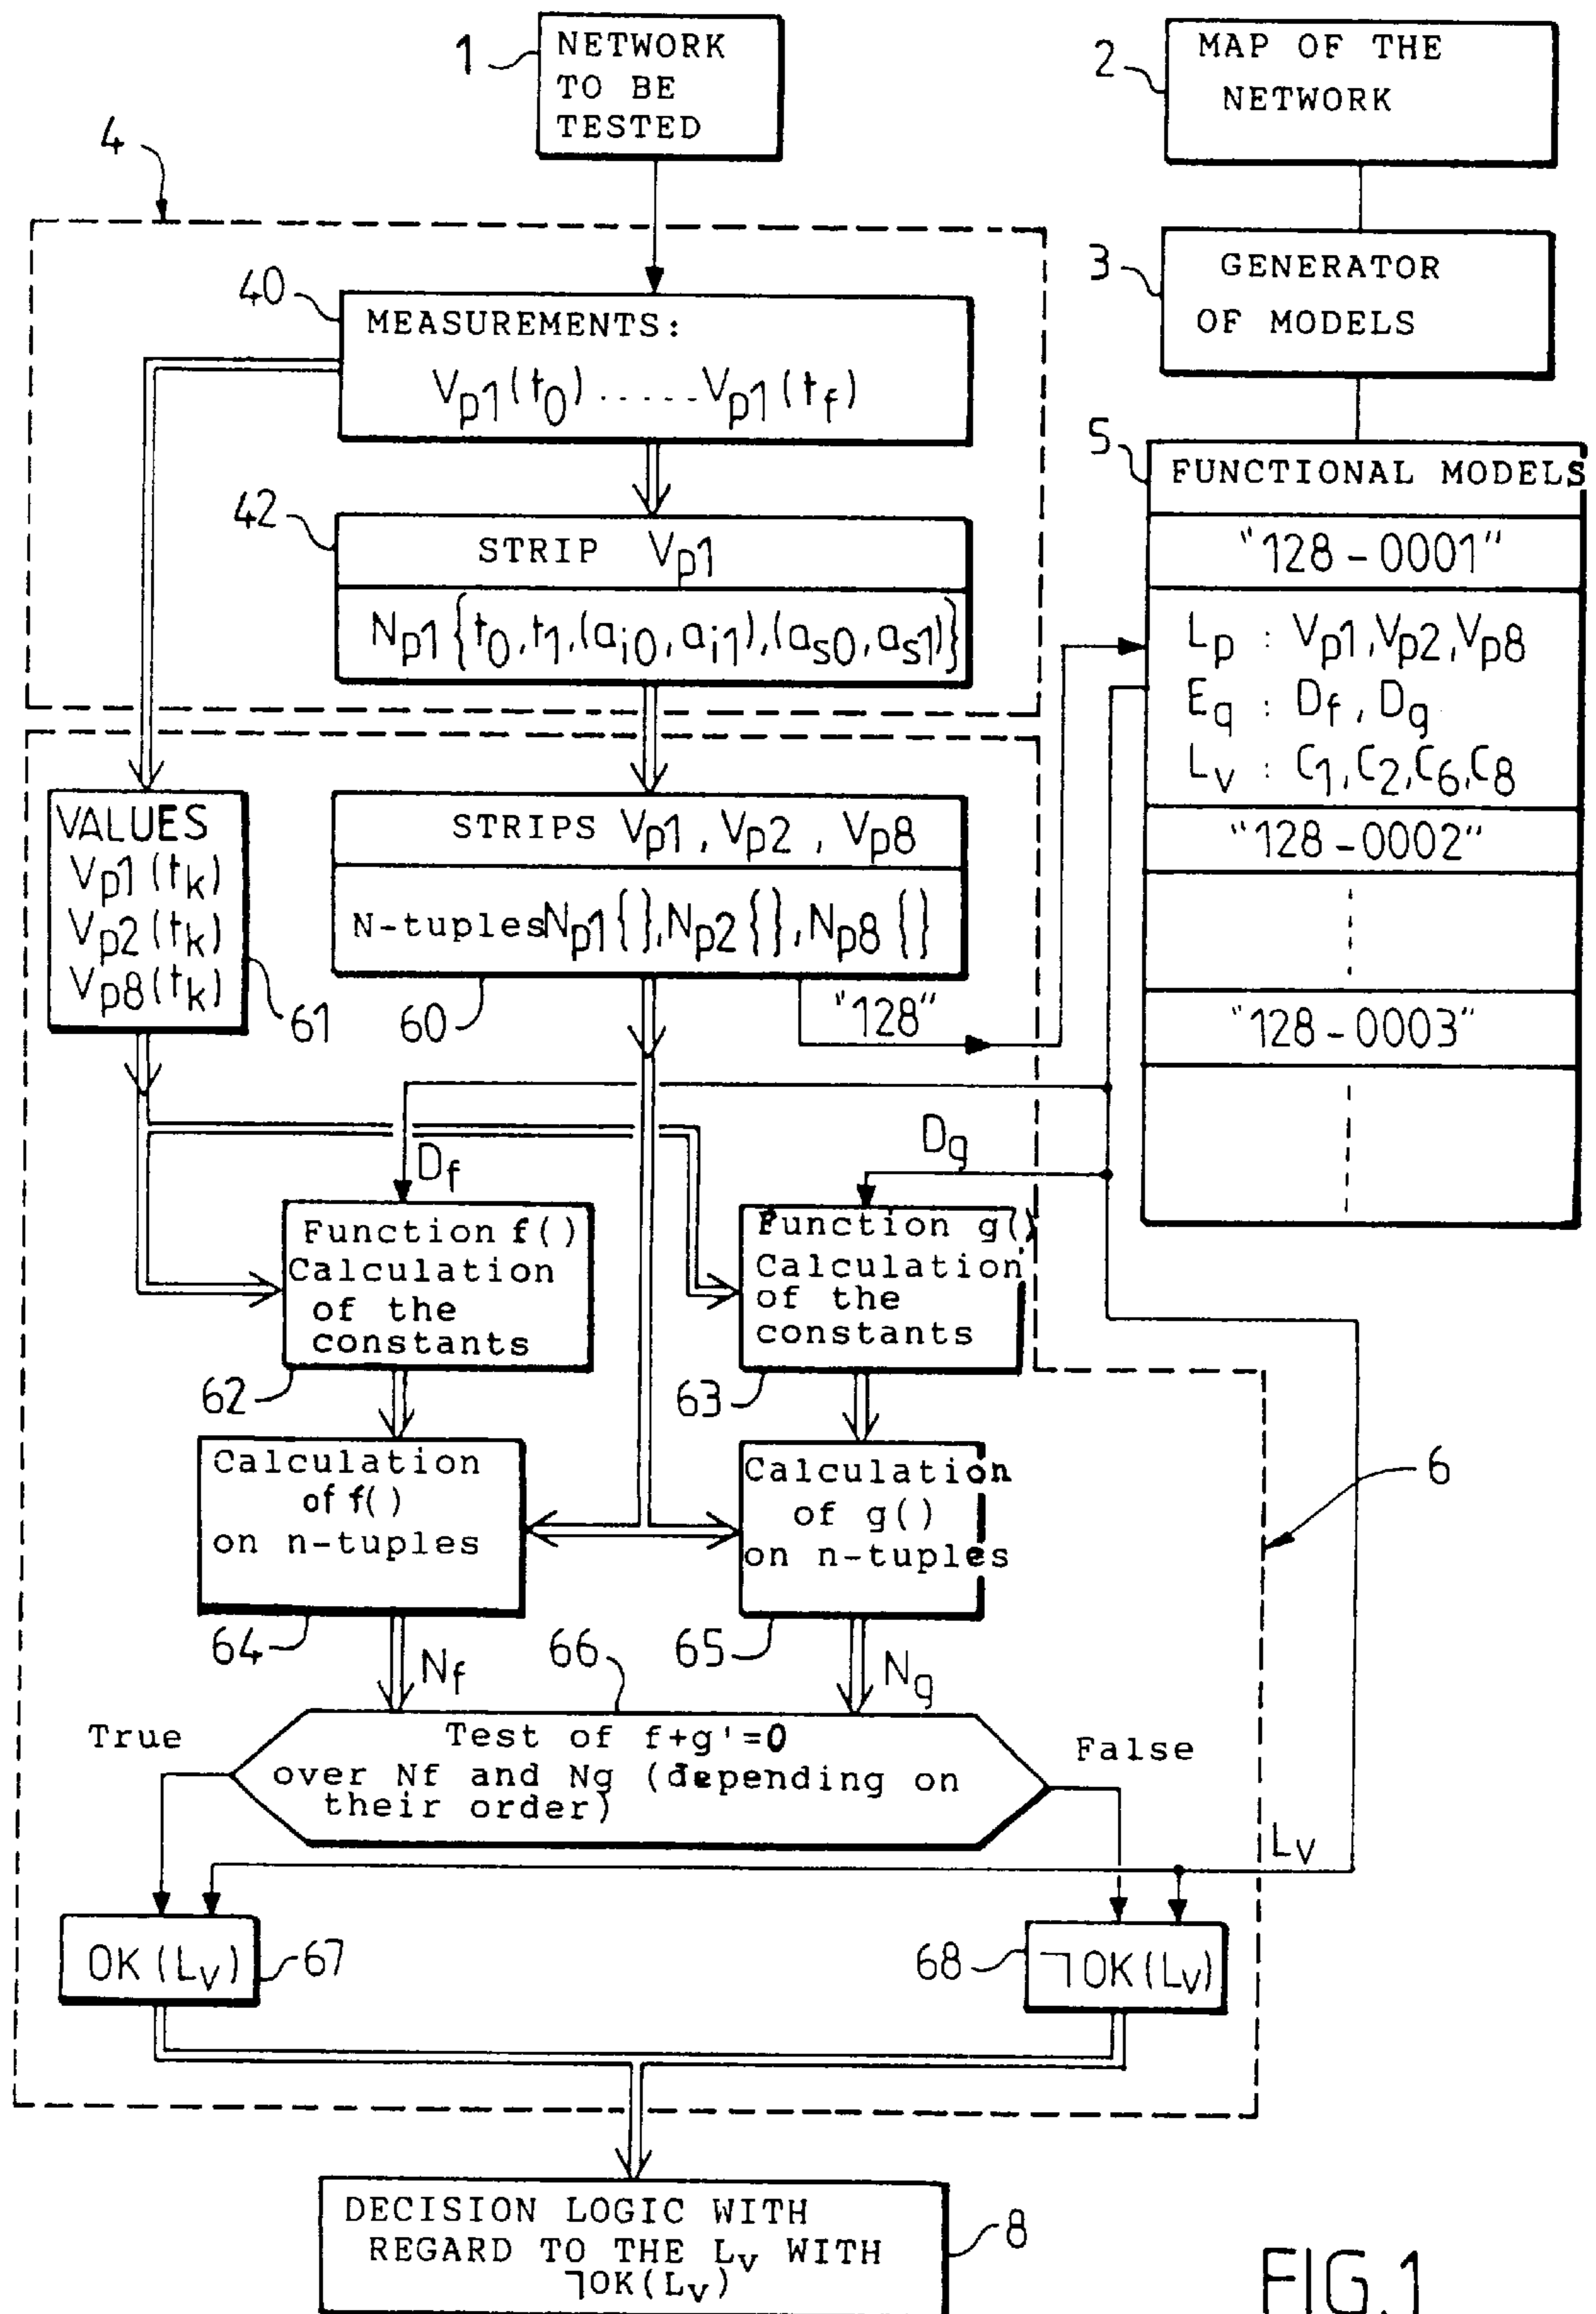 1
NETWORK
TO BE
TESTED
2
MAP OF THE
NETWORK
4
3
GENERATOR
OF MODELS
40
MEASUREMENTS:
Vp1(t0).....Vp1(tf)
5
FUNCTIONAL MODELS
"128-0001"
Lp : Vp1,Vp2,Vp8
Eq : Df, Dg
Lv : C1,C2,C6,C8
"128-0002"
"128-0003"
42
STRIP Vp1
Np1{t0,t1,(ai0,ai1),(as0,as1)}
VALUES
Vp1(tk)
Vp2(tk)
Vp8(tk)
61
STRIPS Vp1, Vp2, Vp8
N-tuplesNp1{},Np2{},Np8{}
60
"128"
Df
Dg
Function f()
Calculation
of the
constants
62
Function g()
Calculation
of the
constants
63
Calculation
of f()
on n-tuples
64
Calculation
of g()
on n-tuples
65
6
Nf
66
Ng
True
Test of f+g'=0
over Nf and Ng (depending on
their order)
False
Lv
OK(Lv)
67
68
¬OK(Lv)
DECISION LOGIC WITH
REGARD TO THE Lv WITH
¬OK(Lv)
8
FIG.1